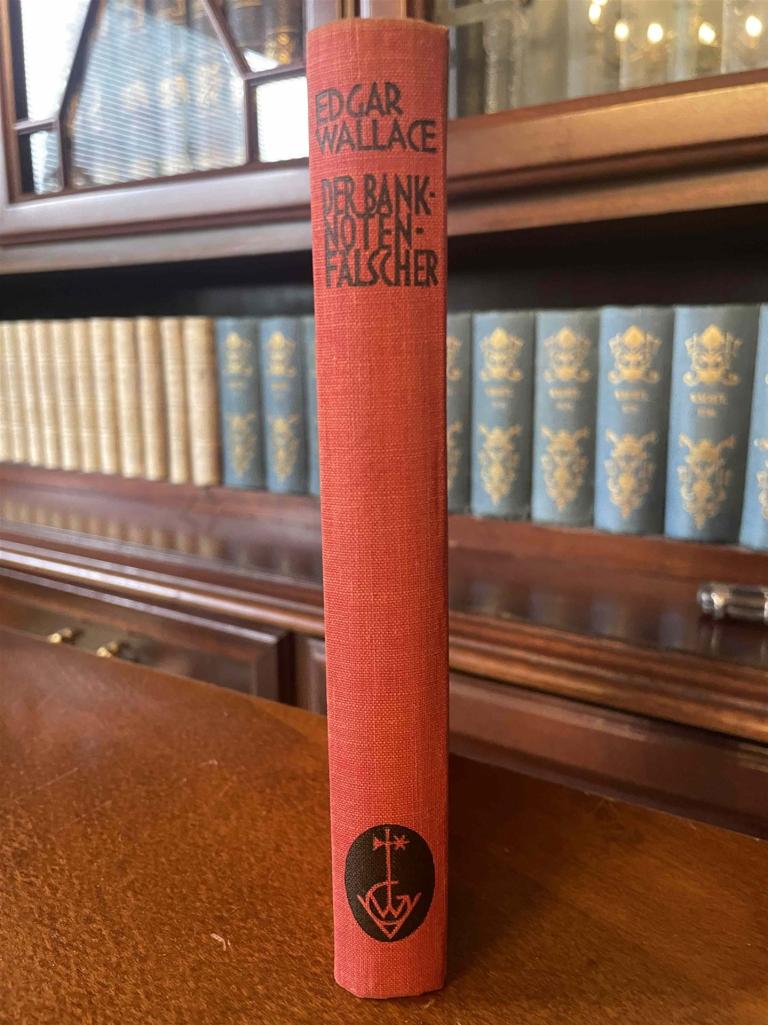 EDGAR
WALLACE
DER BANK-
NOTEN-
FÄLSCHER